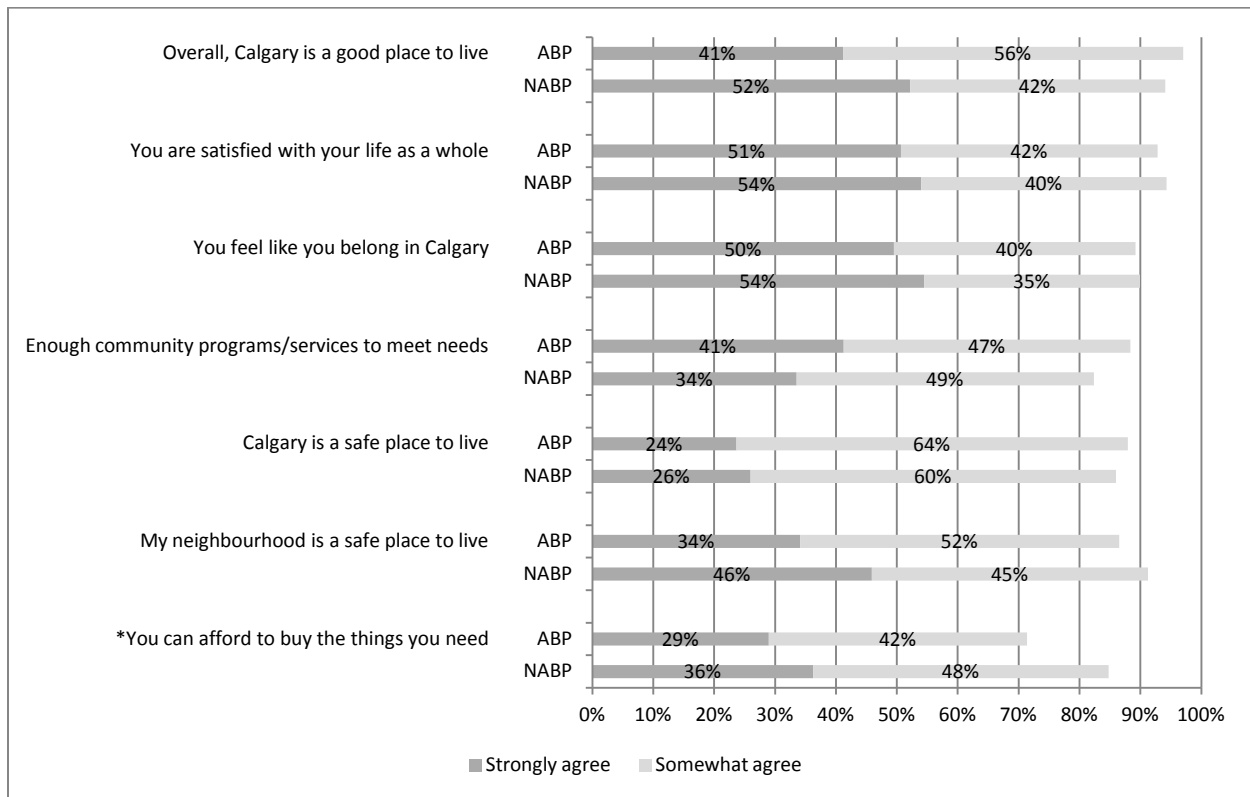 Overall, Calgary is a good place to live ABP 41% 56%
NABP 52% 42%
You are satisfied with your life as a whole ABP 51% 42%
NABP 54% 40%
You feel like you belong in Calgary ABP 50% 40%
NABP 54% 35%
Enough community programs/services to meet needs ABP 41% 47%
NABP 34% 49%
Calgary is a safe place to live ABP 24% 64%
NABP 26% 60%
My neighbourhood is a safe place to live ABP 34% 52%
NABP 46% 45%
*You can afford to buy the things you need ABP 29% 42%
NABP 36% 48%
0% 10% 20% 30% 40% 50% 60% 70% 80% 90% 100%
Strongly agree Somewhat agree